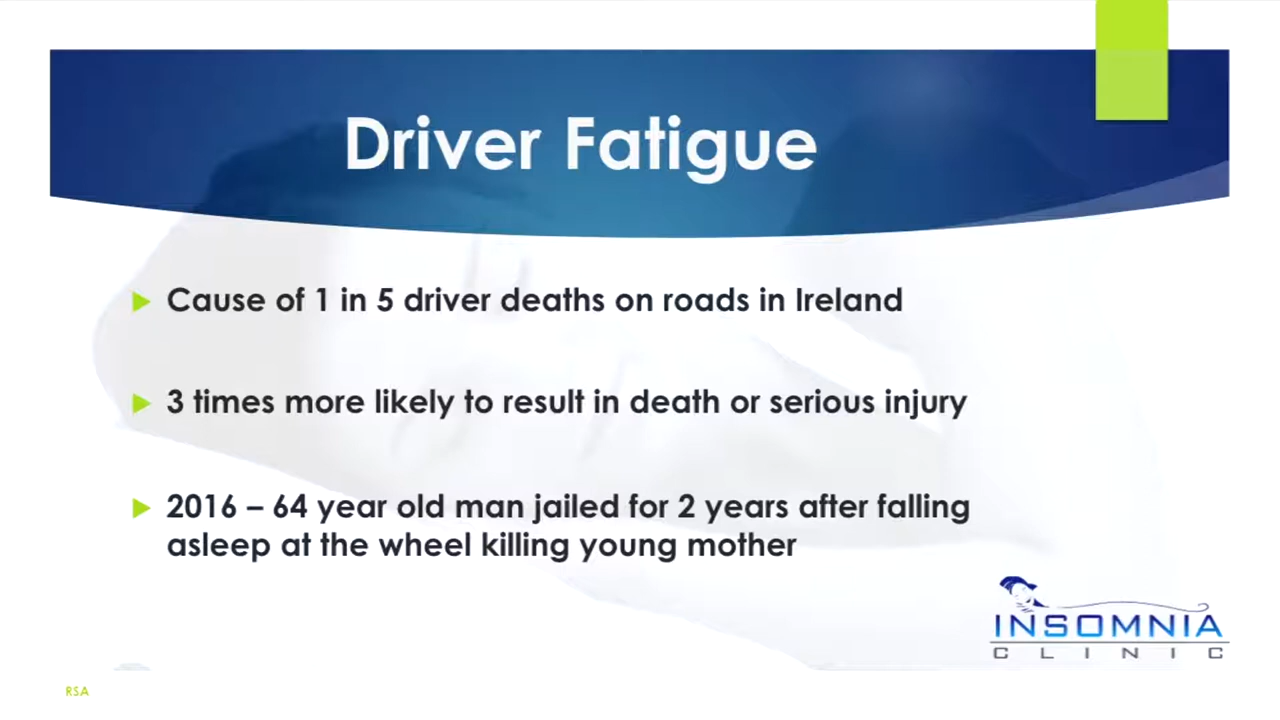 Driver Fatigue
Cause of 1 in 5 driver deaths on roads in Ireland
3 times more likely to result in death or serious injury
2016 – 64 year old man jailed for 2 years after falling
asleep at the wheel killing young mother
INSOMNIA
CLINIC
RSA